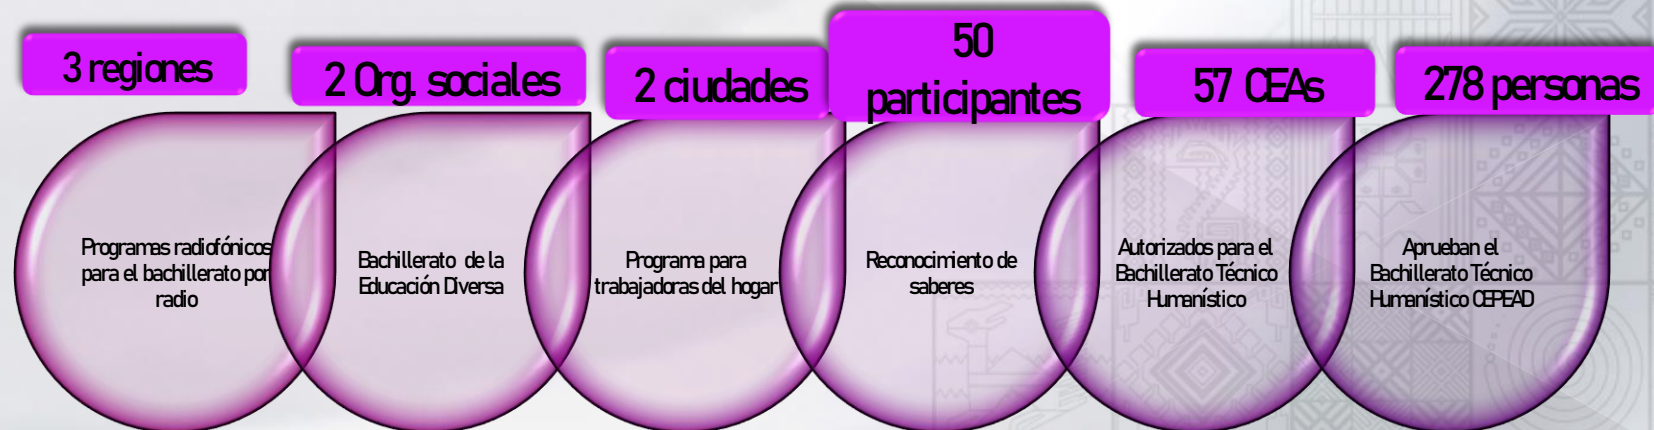 3 regiones
2 Org. sociales
2 ciudades
50
participantes
57 CEAs
278 personas
Programas radiofónicos
para el bachillerato por
radio
Bachillerato de la
Educación Diversa
Programa para
trabajadoras del hogar
Reconocimiento de
saberes
Autorizados para el
Bachillerato Técnico
Humanístico
Aprueban el
Bachillerato Técnico
Humanístico CEPEAD